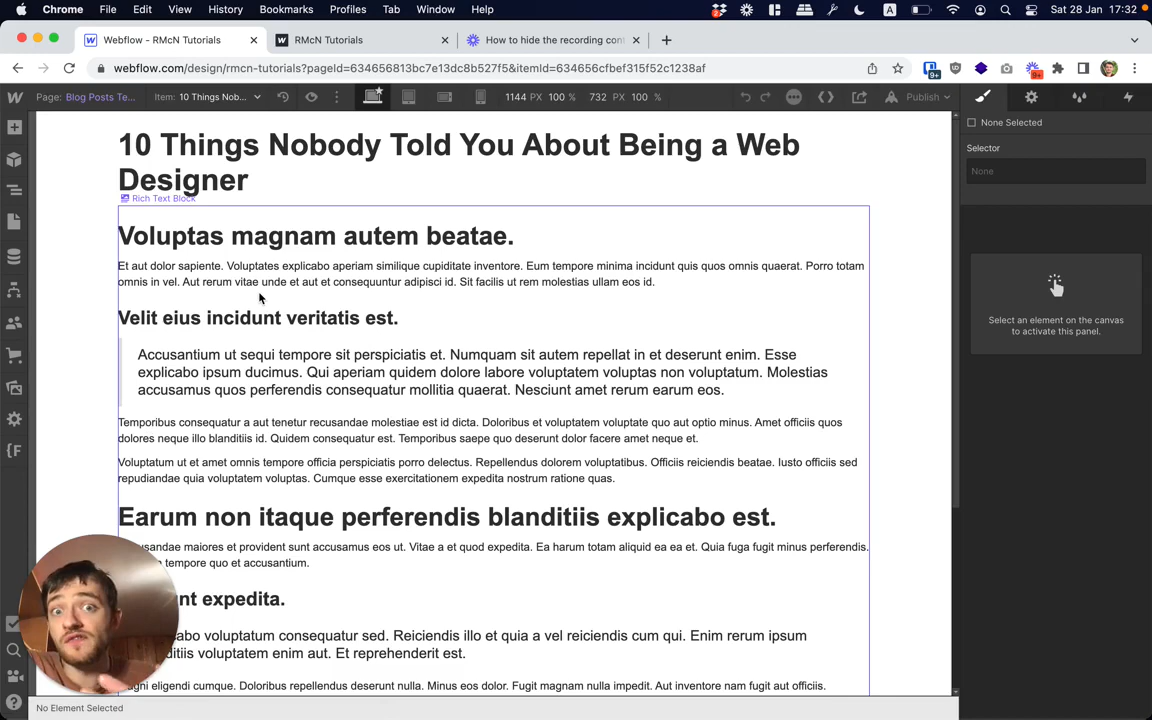 Chrome File Edit View History Bookmarks Profiles Tab Window Help
A
Sat 28 Jan 17:32
Webflow - RMcN Tutorials
RMcN Tutorials
How to hide the recording cont
webflow.com/design/rmcn-tutorials?pageId=634656813bc7e13dc8b527f5&itemId=634656cfbef315f52c1238af
9+
9+
Page: Blog Posts Te...
Item: 10 Things Nob...
1144 PX 100 % 732 PX 100 %
Publish
None Selected
Selector
None
Select an element on the canvas
to activate this panel.
10 Things Nobody Told You About Being a Web
Designer
Rich Text Block
Voluptas magnam autem beatae.
Et aut dolor sapiente. Voluptates explicabo aperiam similique cupiditate inventore. Eum tempore minima incidunt quis quos omnis quaerat. Porro totam
omnis in vel. Aut rerum vitae unde et aut et consequuntur adipisci id. Sit facilis ut rem molestias ullam eos id.
Velit eius incidunt veritatis est.
Accusantium ut sequi tempore sit perspiciatis et. Numquam sit autem repellat in et deserunt enim. Esse
explicabo ipsum ducimus. Qui aperiam quidem dolore labore voluptatem voluptas non voluptatum. Molestias
accusamus quos perferendis consequatur mollitia quaerat. Nesciunt amet rerum earum eos.
Temporibus consequatur a aut tenetur recusandae molestiae est id dicta. Doloribus et voluptatem voluptate quo aut optio minus. Amet officiis quos
dolores neque illo blanditiis id. Quidem consequatur est. Temporibus saepe quo deserunt dolor facere amet neque et.
Voluptatum ut et amet omnis tempore officia perspiciatis porro delectus. Repellendus dolorem voluptatibus. Officiis reiciendis beatae. Iusto officiis sed
repudiandae quia voluptatem voluptas. Cumque esse exercitationem expedita nostrum ratione quas.
Earum non itaque perferendis blanditiis explicabo est.
usandae maiores et provident sunt accusamus eos ut. Vitae a et quod expedita. Ea harum totam aliquid ea ea et. Quia fuga fugit minus perferendis.
tempore quo et accusantium.
nt expedita.
abo voluptatum consequatur sed. Reiciendis illo et quia a vel reiciendis cum qui. Enim rerum ipsum
ditiis voluptatem enim aut. Et reprehenderit est.
gni eligendi cumque. Doloribus repellendus deserunt nulla. Minus eos dolor. Fugit magnam nulla impedit. Aut inventore nam fugit aut officiis.
No Element Selected